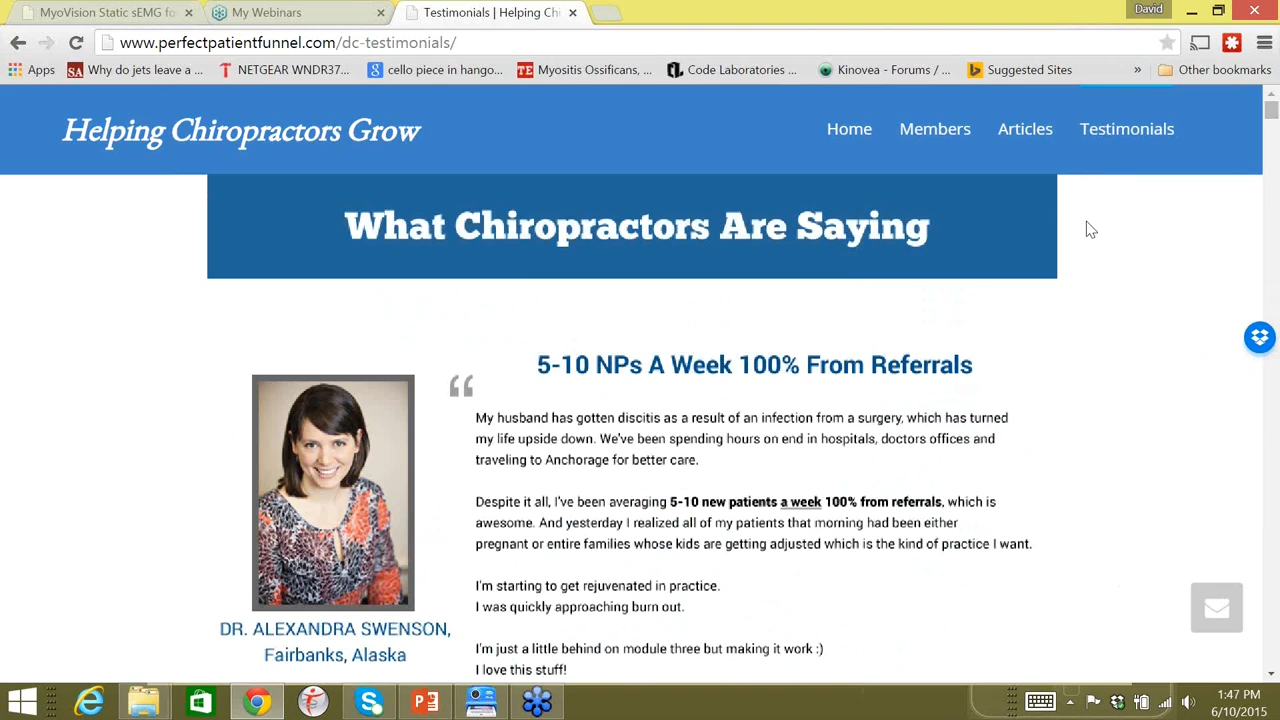 MyoVision Static sEMG fo
My Webinars
Testimonials | Helping Chi
David
www.perfectpatientfunnel.com/dc-testimonials/
Apps
SA Why do jets leave a ...
T NETGEAR WNDR37...
g cello piece in hango...
TE Myositis Ossificans, ...
Code Laboratories ...
Kinovea - Forums / ...
Suggested Sites
»
Other bookmarks
Helping Chiropractors Grow
Home
Members
Articles
Testimonials
What Chiropractors Are Saying
5-10 NPs A Week 100% From Referrals
My husband has gotten discitis as a result of an infection from a surgery, which has turned
my life upside down. We've been spending hours on end in hospitals, doctors offices and
traveling to Anchorage for better care.
Despite it all, I've been averaging 5-10 new patients a week 100% from referrals, which is
awesome. And yesterday I realized all of my patients that morning had been either
pregnant or entire families whose kids are getting adjusted which is the kind of practice I want.
I'm starting to get rejuvenated in practice.
I was quickly approaching burn out.
I'm just a little behind on module three but making it work :)
I love this stuff!
DR. ALEXANDRA SWENSON,
Fairbanks, Alaska
1:47 PM
6/10/2015